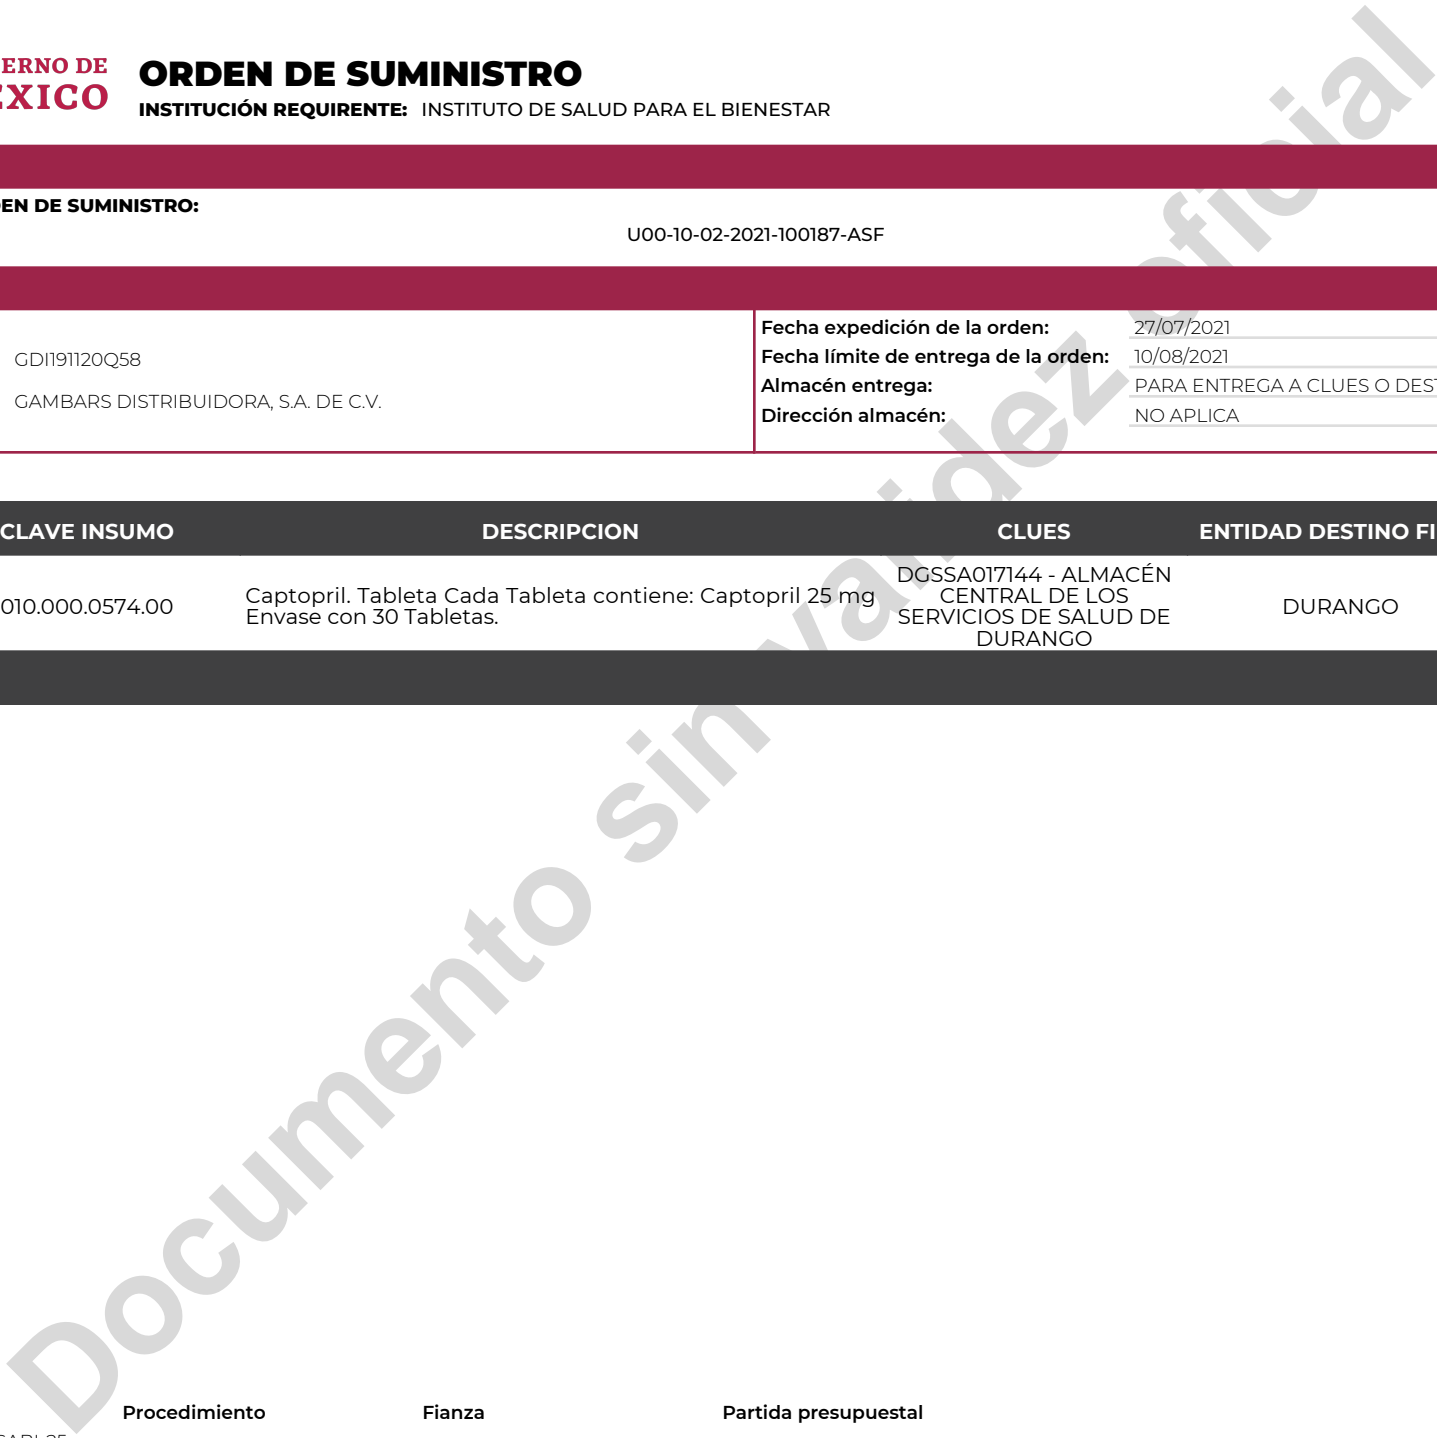 ERNO DE
ÉXICO
ORDEN DE SUMINISTRO
INSTITUCIÓN REQUIRENTE: INSTITUTO DE SALUD PARA EL BIENESTAR
EN DE SUMINISTRO:
U00-10-02-2021-100187-ASF
GDI191120Q58
GAMBARS DISTRIBUIDORA, S.A. DE C.V.
Fecha expedición de la orden: 27/07/2021
Fecha límite de entrega de la orden: 10/08/2021
Almacén entrega: PARA ENTREGA A CLUES O DEST
Dirección almacén: NO APLICA
CLAVE INSUMO DESCRIPCION CLUES ENTIDAD DESTINO FI
010.000.0574.00
Captopril. Tableta Cada Tableta contiene: Captopril 25 mg
Envase con 30 Tabletas.
DGSSA017144 - ALMACÉN
CENTRAL DE LOS
SERVICIOS DE SALUD DE
DURANGO
DURANGO
Documento sin validez oficial
Procedimiento Fianza Partida presupuestal